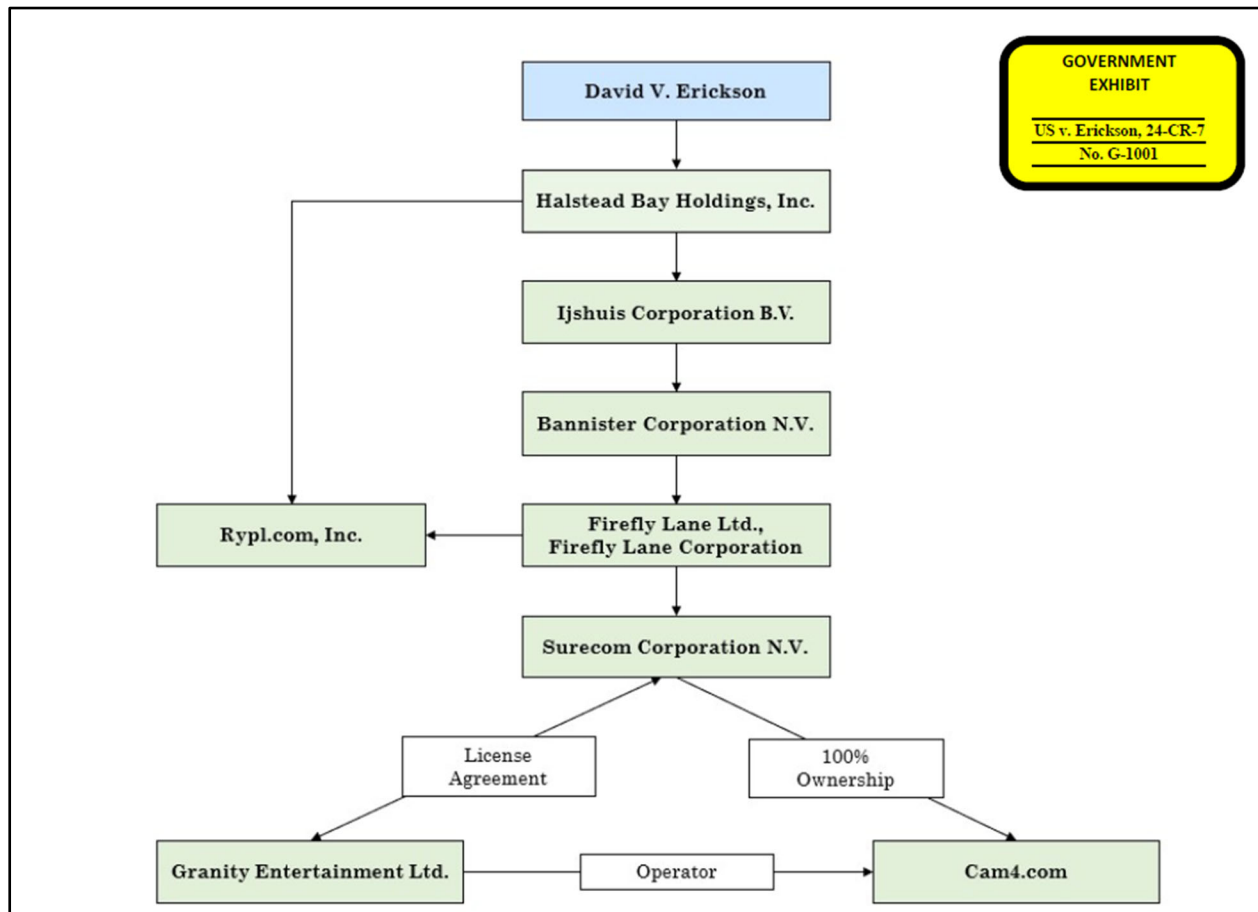 GOVERNMENT
EXHIBIT
US v. Erickson, 24-CR-7
No. G-1001
David V. Erickson
Halstead Bay Holdings, Inc.
Ijshuis Corporation B.V.
Bannister Corporation N.V.
Rypl.com, Inc.
Firefly Lane Ltd.,
Firefly Lane Corporation
Surecom Corporation N.V.
License
Agreement
100%
Ownership
Granity Entertainment Ltd.
Operator
Cam4.com